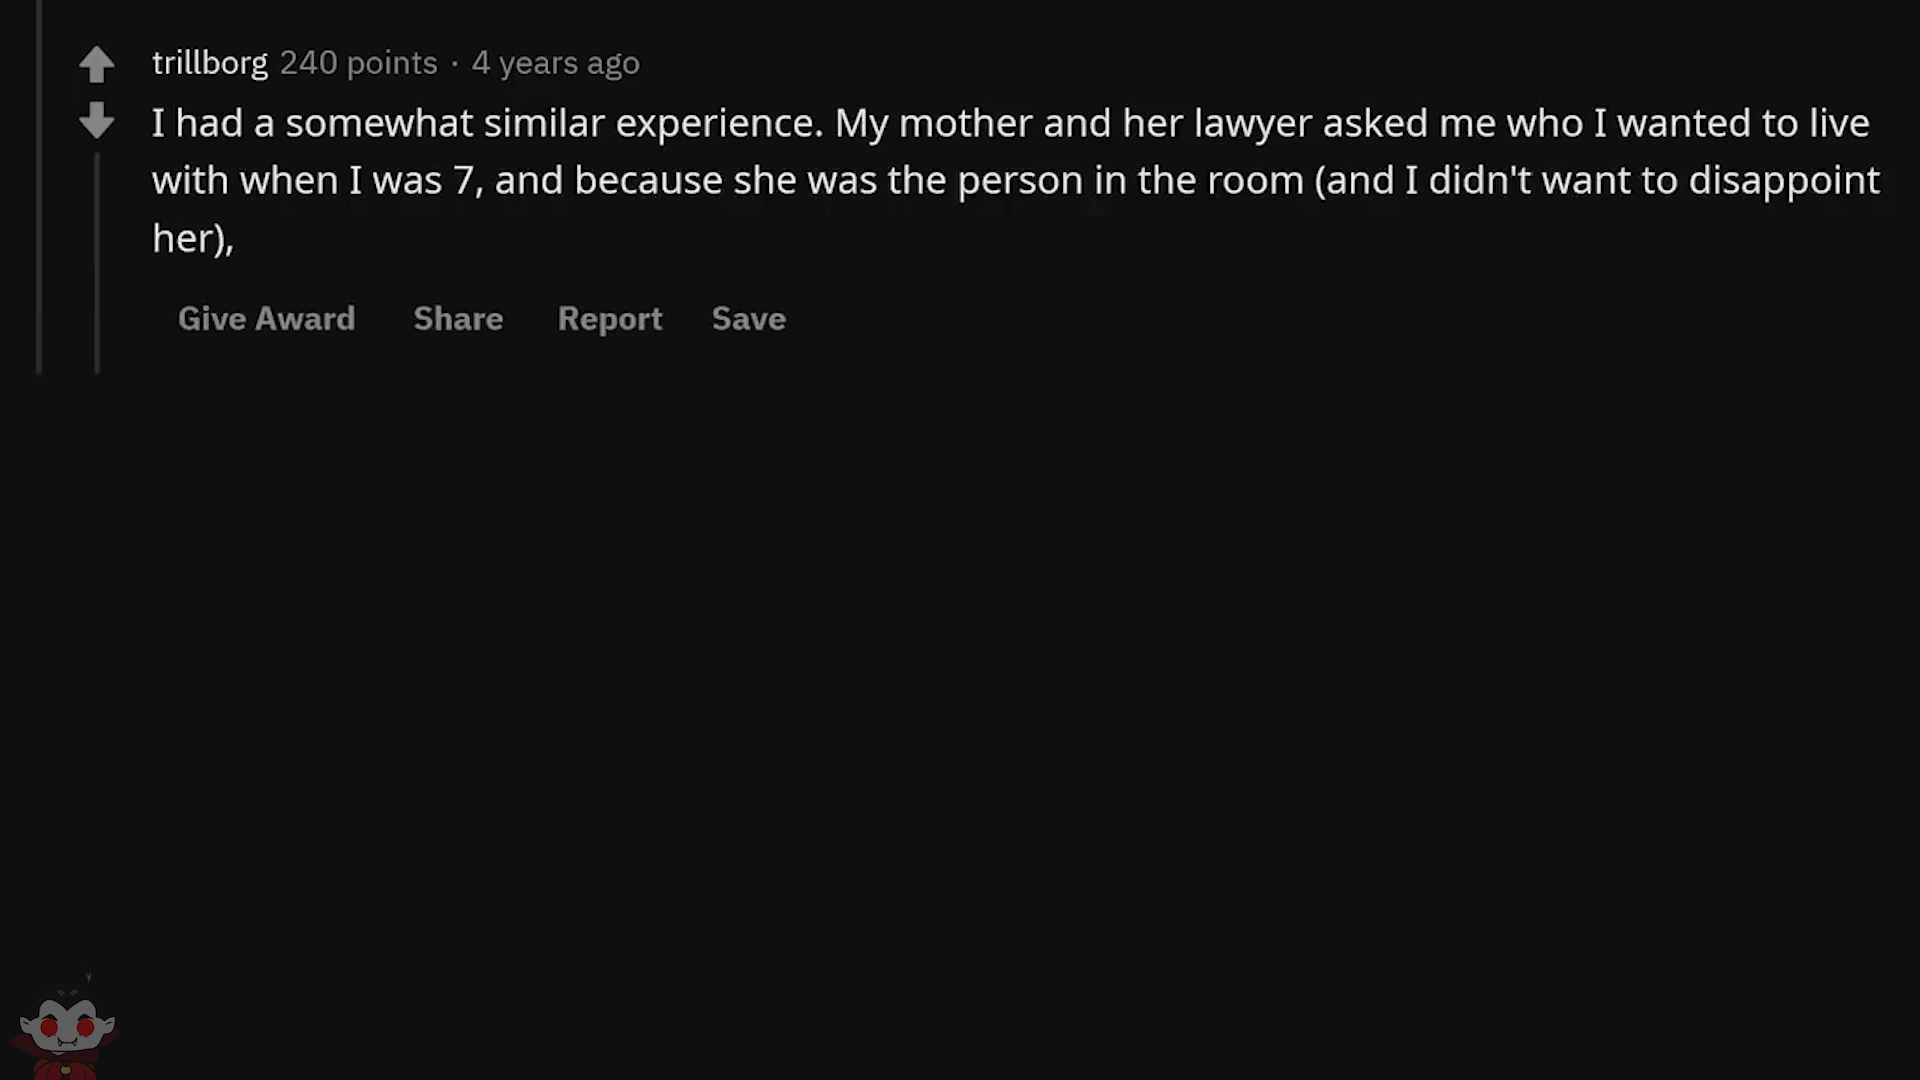 trillborg 240 points · 4 years ago
I had a somewhat similar experience. My mother and her lawyer asked me who I wanted to live
with when I was 7, and because she was the person in the room (and I didn't want to disappoint
her),
Give Award Share Report Save